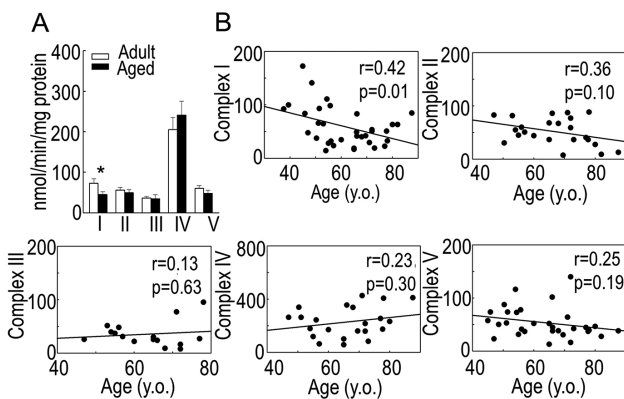 A
400
300
200
100
0
nmol/min/mg protein
Adult
Aged
*
I II III IV V
B
200
100
0
Complex I
r=0.42
p=0.01
40 60 80
Age (y.o.)
200
100
0
Complex II
r=0.36
p=0.10
40 60 80
Age (y.o.)
200
100
0
Complex III
r=0.13
p=0.63
40 60 80
Age (y.o.)
800
400
0
Complex IV
r=0.23
p=0.30
40 60 80
Age (y.o.)
200
100
0
Complex V
r=0.25
p=0.19
40 60 80
Age (y.o.)